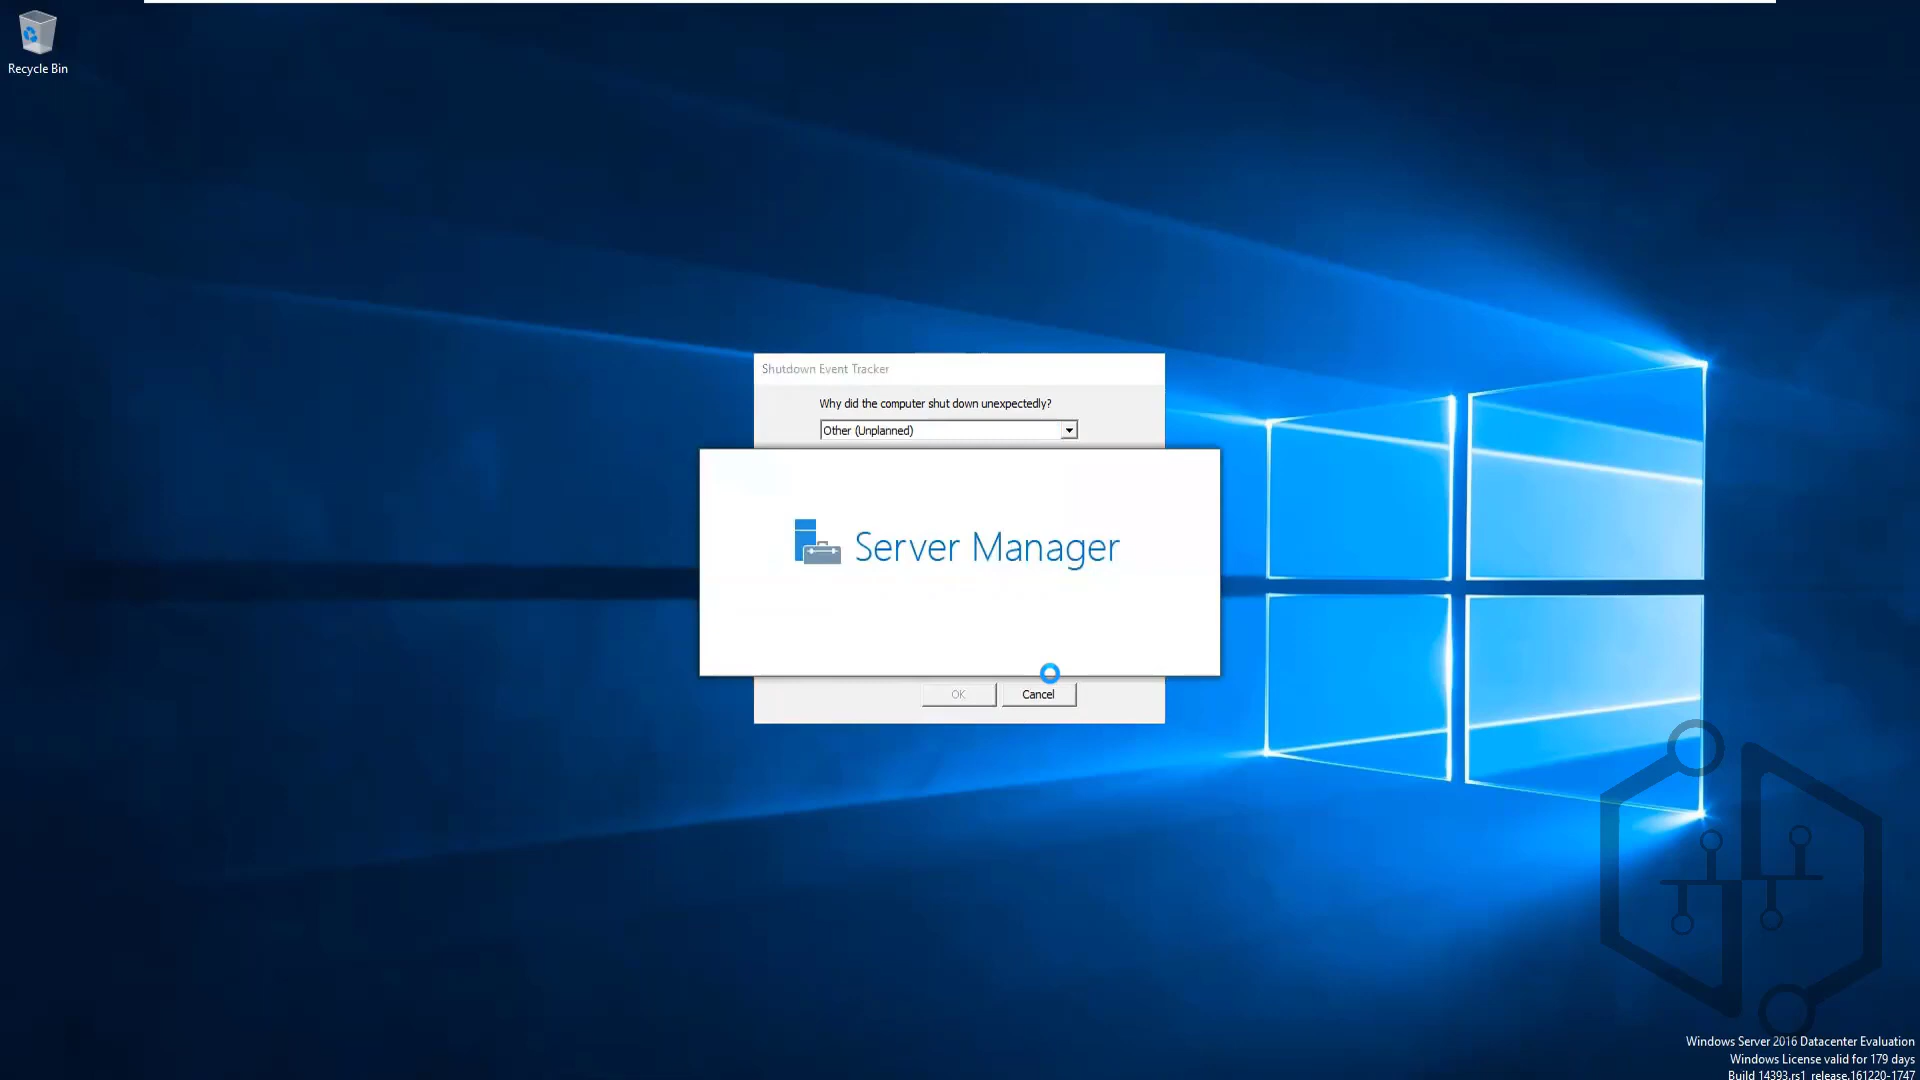 Recycle Bin
Shutdown Event Tracker
Why did the computer shut down unexpectedly?
Other (Unplanned)
Server Manager
OK
Cancel
Windows Server 2016 Datacenter Evaluation
Windows License valid for 179 days
Build 14393.rs1_release.161220-1747